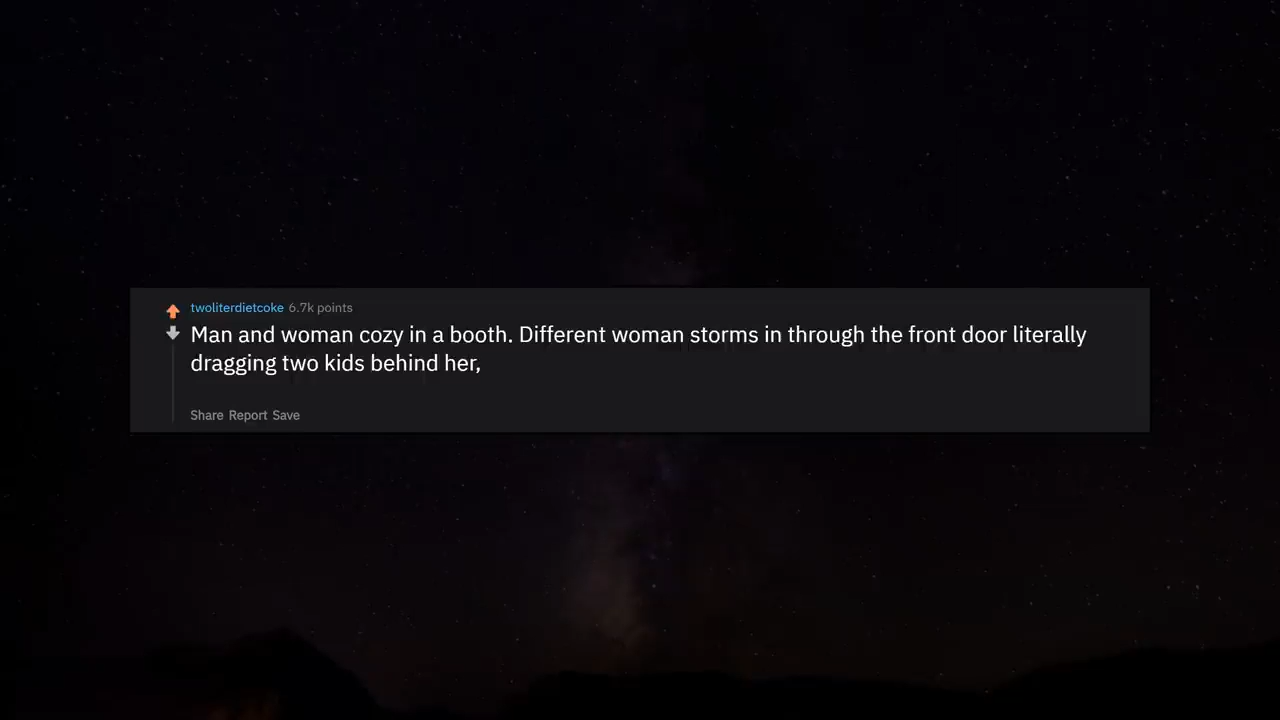 twoliterdietcoke 6.7k points
Man and woman cozy in a booth. Different woman storms in through the front door literally
dragging two kids behind her,
Share Report Save